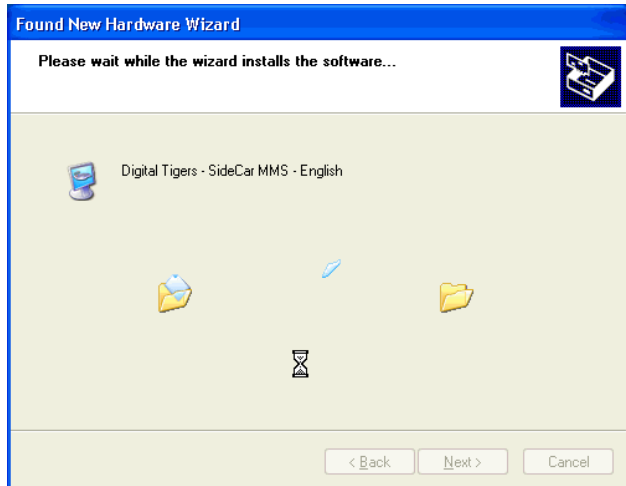 Found New Hardware Wizard
Please wait while the wizard installs the software...
Digital Tigers - SideCar MMS - English
< Back
Next >
Cancel